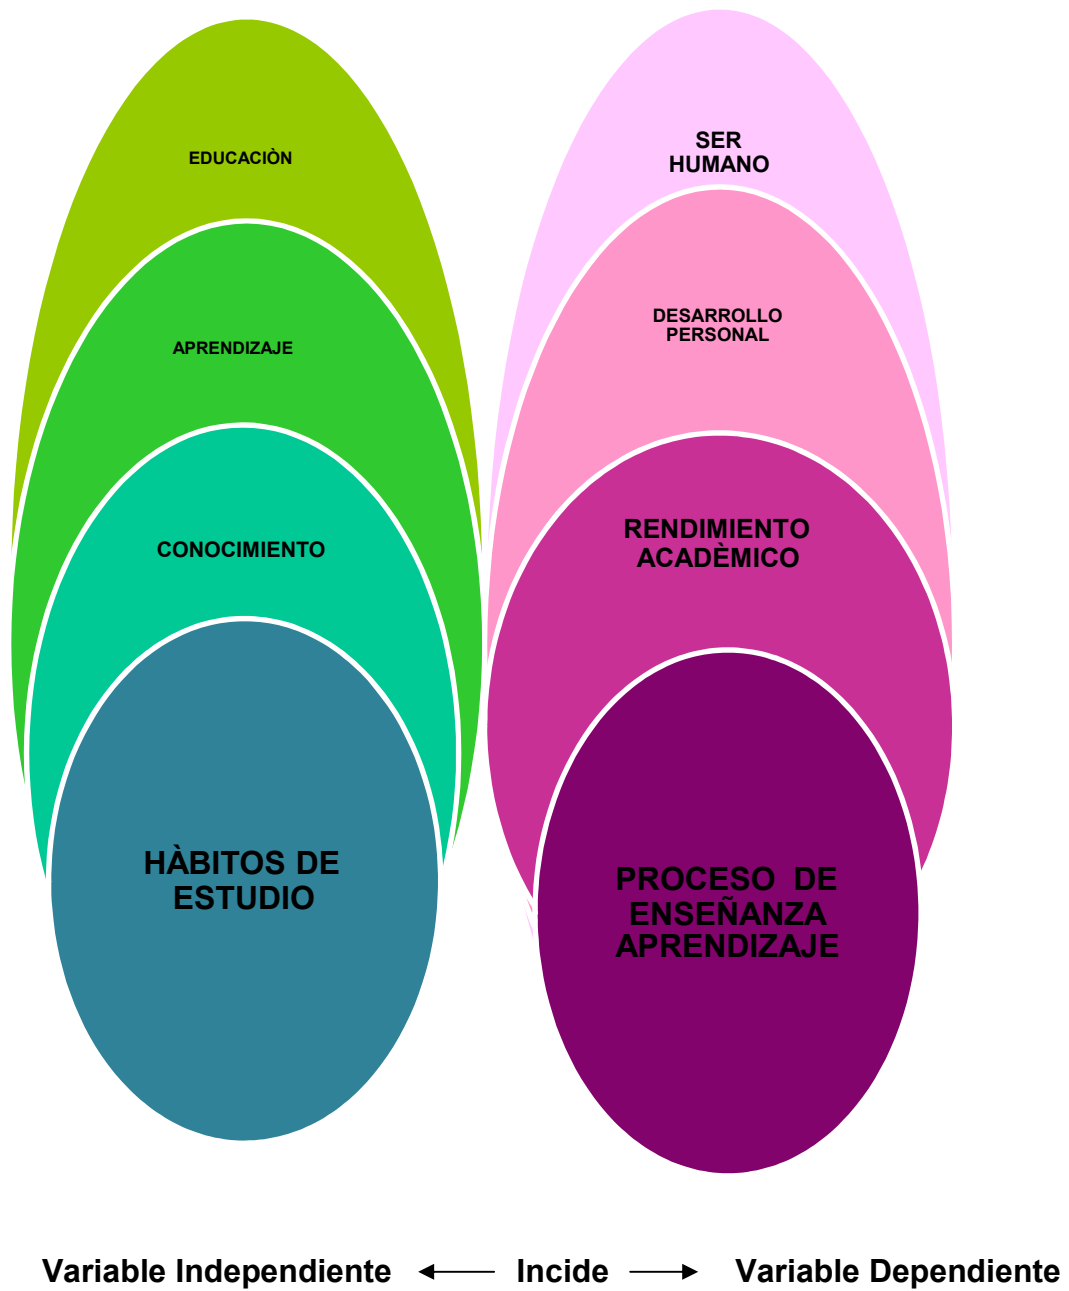 EDUCACIÒN
APRENDIZAJE
CONOCIMIENTO
HÀBITOS DE
ESTUDIO
SER
HUMANO
DESARROLLO
PERSONAL
RENDIMIENTO
ACADÈMICO
PROCESO DE
ENSEÑANZA
APRENDIZAJE
Variable Independiente Incide Variable Dependiente